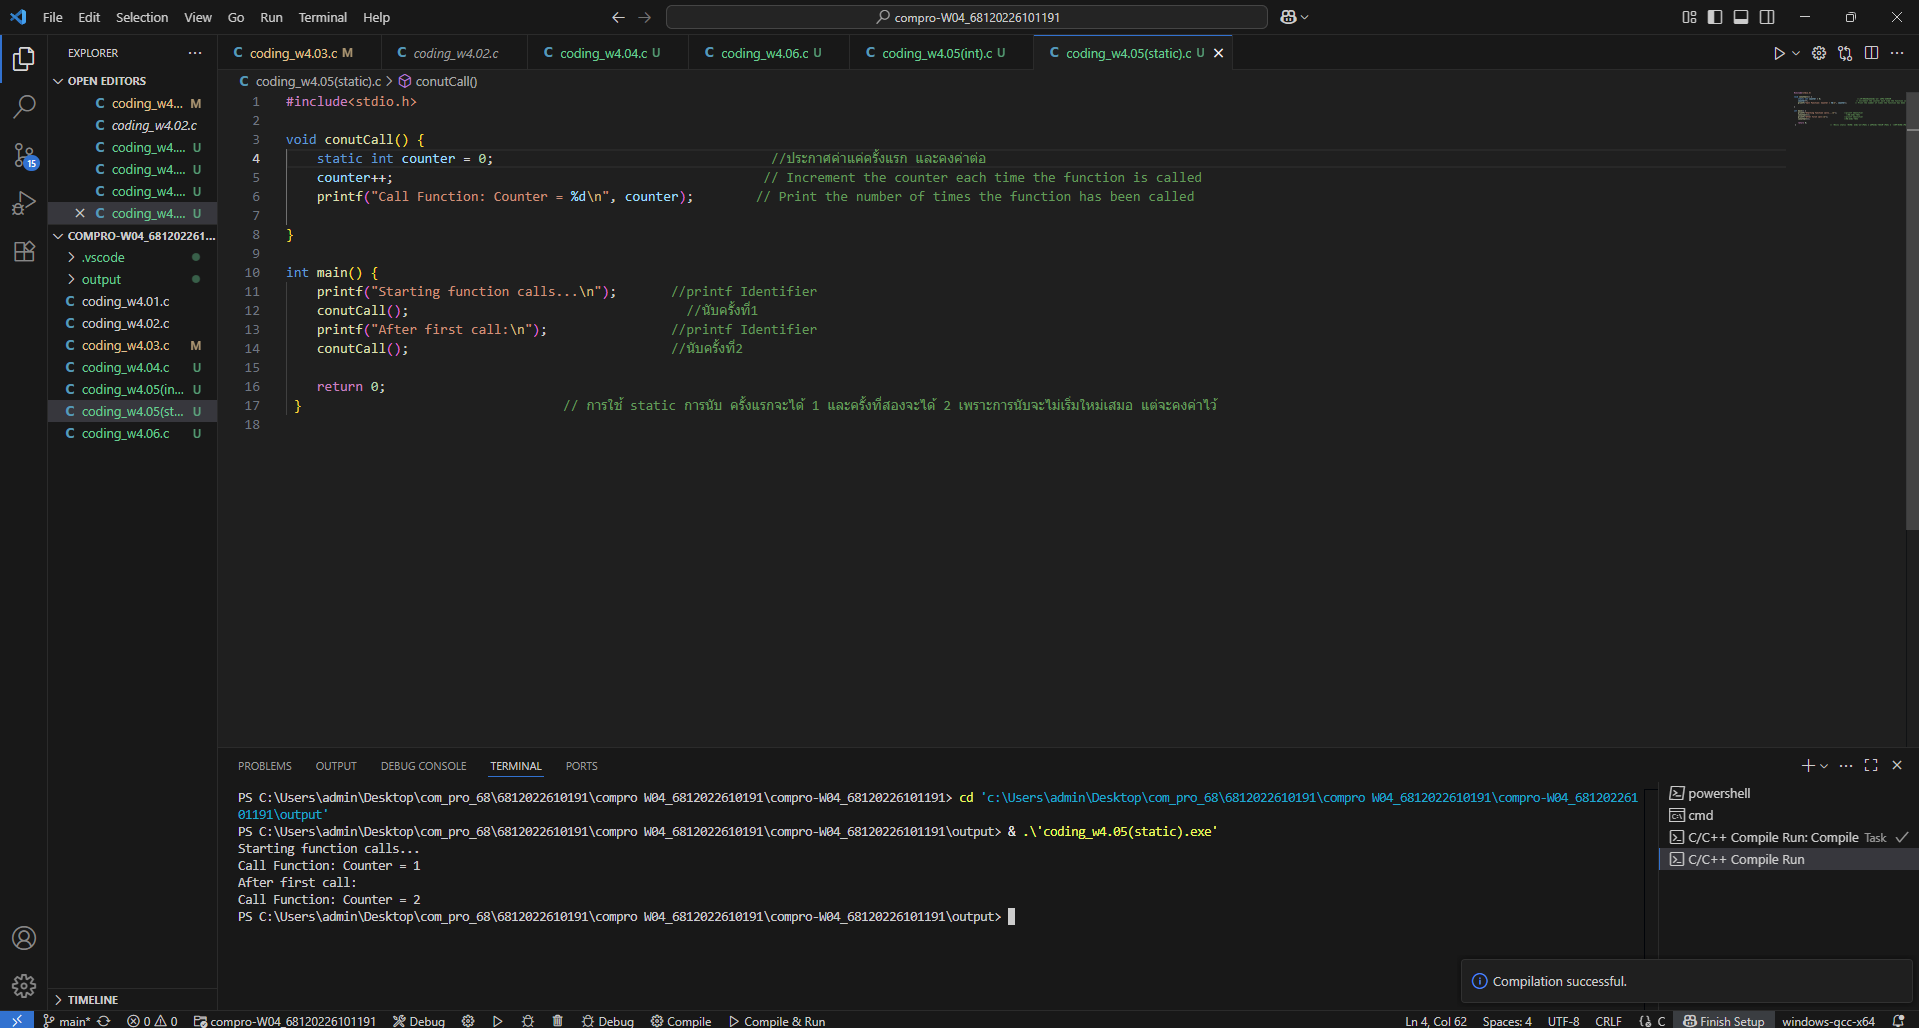 File Edit Selection View Go Run Terminal Help
compro-W04_68120226101191
EXPLORER
OPEN EDITORS
C coding_w4... M
C coding_w4.02.c
C coding_w4.... U
C coding_w4.... U
C coding_w4.... U
C coding_w4.... U
COMPRO-W04_681202261...
.vscode
output
C coding_w4.01.c
C coding_w4.02.c
C coding_w4.03.c M
C coding_w4.04.c U
C coding_w4.05(in... U
C coding_w4.05(st... U
C coding_w4.06.c U
TIMELINE
15
C coding_w4.03.c M C coding_w4.02.c C coding_w4.04.c U C coding_w4.06.c U C coding_w4.05(int).c U C coding_w4.05(static).c U
C coding_w4.05(static).c > conutCall()
1 #include<stdio.h>
2
3 void conutCall() {
4 static int counter = 0; //ประกาศค่าแค่ครั้งแรก และคงค่าต่อ
5 counter++; // Increment the counter each time the function is called
6 printf("Call Function: Counter = %d\n", counter); // Print the number of times the function has been called
7
8 }
9
10 int main() {
11 printf("Starting function calls...\n"); //printf Identifier
12 conutCall(); //นับครั้งที่1
13 printf("After first call:\n"); //printf Identifier
14 conutCall(); //นับครั้งที่2
15
16 return 0;
17 } // การใช้ static การนับ ครั้งแรกจะได้ 1 และครั้งที่สองจะได้ 2 เพราะการนับจะไม่เริ่มใหม่เสมอ แต่จะคงค่าไว้
18
PROBLEMS OUTPUT DEBUG CONSOLE TERMINAL PORTS
PS C:\Users\admin\Desktop\com_pro_68\6812022610191\compro W04_6812022610191\compro-W04_68120226101191> cd 'c:\Users\admin\Desktop\com_pro_68\6812022610191\compro W04_6812022610191\compro-W04_681202261
01191\output'
PS C:\Users\admin\Desktop\com_pro_68\6812022610191\compro W04_6812022610191\compro-W04_68120226101191\output> & .\'coding_w4.05(static).exe'
Starting function calls...
Call Function: Counter = 1
After first call:
Call Function: Counter = 2
PS C:\Users\admin\Desktop\com_pro_68\6812022610191\compro W04_6812022610191\compro-W04_68120226101191\output>
powershell
cmd
C/C++ Compile Run: Compile Task
C/C++ Compile Run
Compilation successful.
main* 0 0 compro-W04_68120226101191 Debug Debug Compile Compile & Run Ln 4, Col 62 Spaces: 4 UTF-8 CRLF {} C Finish Setup windows-gcc-x64